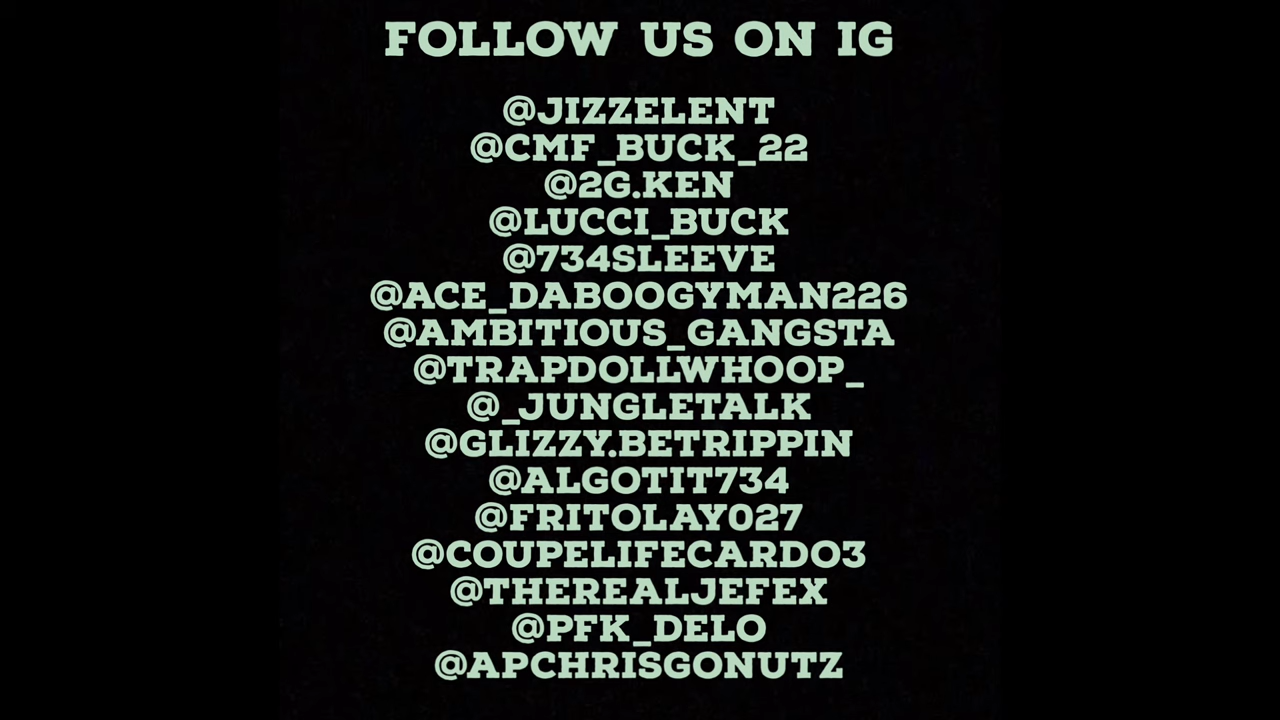 FOLLOW US ON IG
@JIZZELENT
@CMF_BUCK_22
@2G.KEN
@LUCCI_BUCK
@734SLEEVE
@ACE_DABOOGYMAN226
@AMBITIOUS_GANGSTA
@TRAPDOLLWHOOP_
@_JUNGLETALK
@GLIZZY.BETRIPPIN
@ALGOTIT734
@FRITOLAY027
@COUPELIFECARDO3
@THEREALJEFEX
@PFK_DELO
@APCHRISGONUTZ